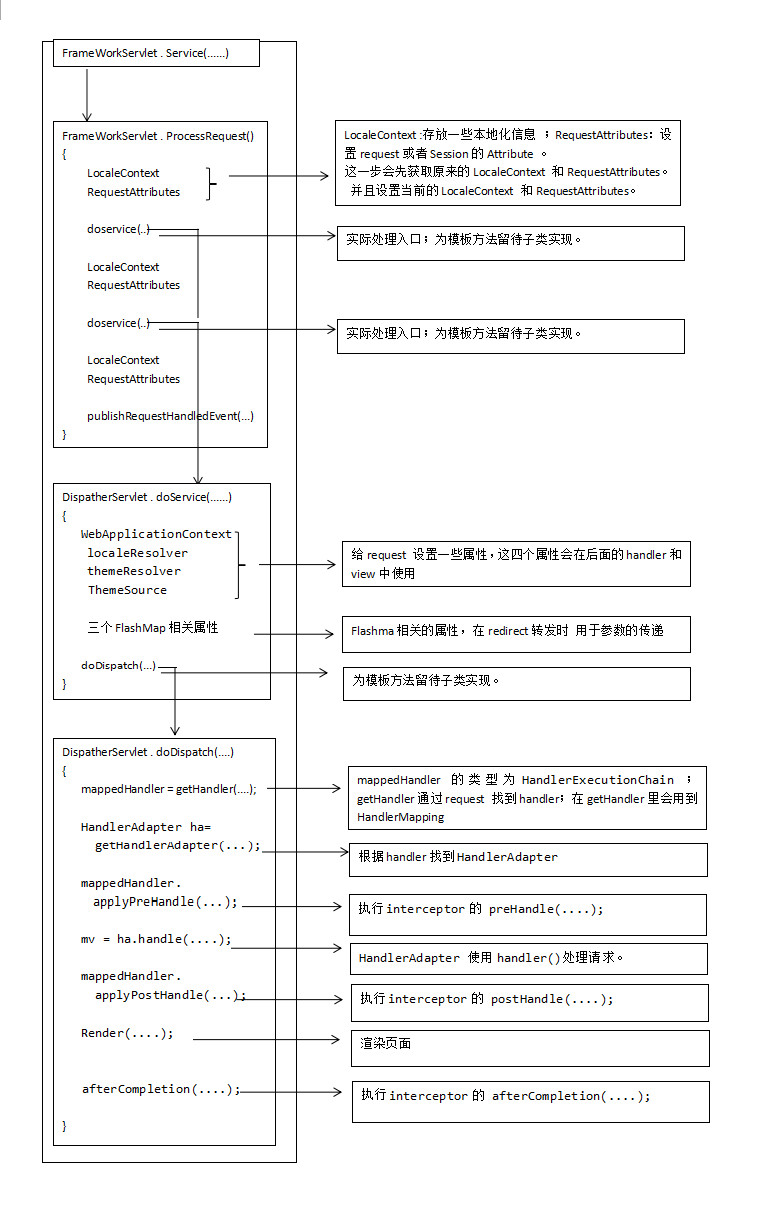 FrameWorkServlet . Service(......)
FrameWorkServlet . ProcessRequest()
{
LocaleContext
RequestAttributes
LocaleContext :存放一些本地化信息 ；RequestAttributes：设
置 request 或者 Session 的 Attribute 。
这一步会先获取原来的 LocaleContext 和 RequestAttributes。
并且设置当前的 LocaleContext 和 RequestAttributes。
doservice(..)
实际处理入口；为模板方法留待子类实现。
LocaleContext
RequestAttributes
doservice(..)
实际处理入口；为模板方法留待子类实现。
LocaleContext
RequestAttributes
publishRequestHandledEvent(...)
}
DispatherServlet . doService(......)
{
WebApplicationContext
localeResolver
themeResolver
ThemeSource
给 request 设置一些属性，这四个属性会在后面的 handler 和
view 中使用
三个 FlashMap 相关属性
Flashma 相关的属性，在 redirect 转发时 用于参数的传递
doDispatch(...)
为模板方法留待子类实现。
}
DispatherServlet . doDispatch(....)
{
mappedHandler = getHandler(....);
mappedHandler 的类型为 HandlerExecutionChain ；
getHandler 通过 request 找到 handler；在 getHandler 里会用到
HandlerMapping
HandlerAdapter ha=
getHandlerAdapter(...);
根据 handler 找到 HandlerAdapter
mappedHandler.
applyPreHandle(...);
执行 interceptor 的 preHandle(....);
mv = ha.handle(....);
HandlerAdapter 使用 handler()处理请求。
mappedHandler.
applyPostHandle(...);
执行 interceptor 的 postHandle(....);
Render(....);
渲染页面
afterCompletion(....);
执行 interceptor 的 afterCompletion(....);
}